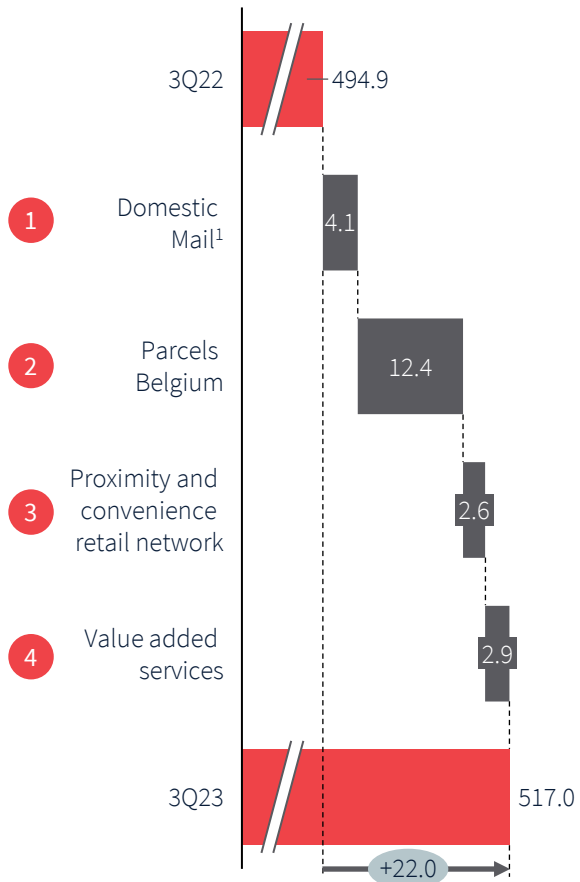 3Q22
494.9
1
Domestic
Mail¹
4.1
2
Parcels
Belgium
12.4
3
Proximity and
convenience
retail network
2.6
4
Value added
services
2.9
3Q23
517.0
+22.0